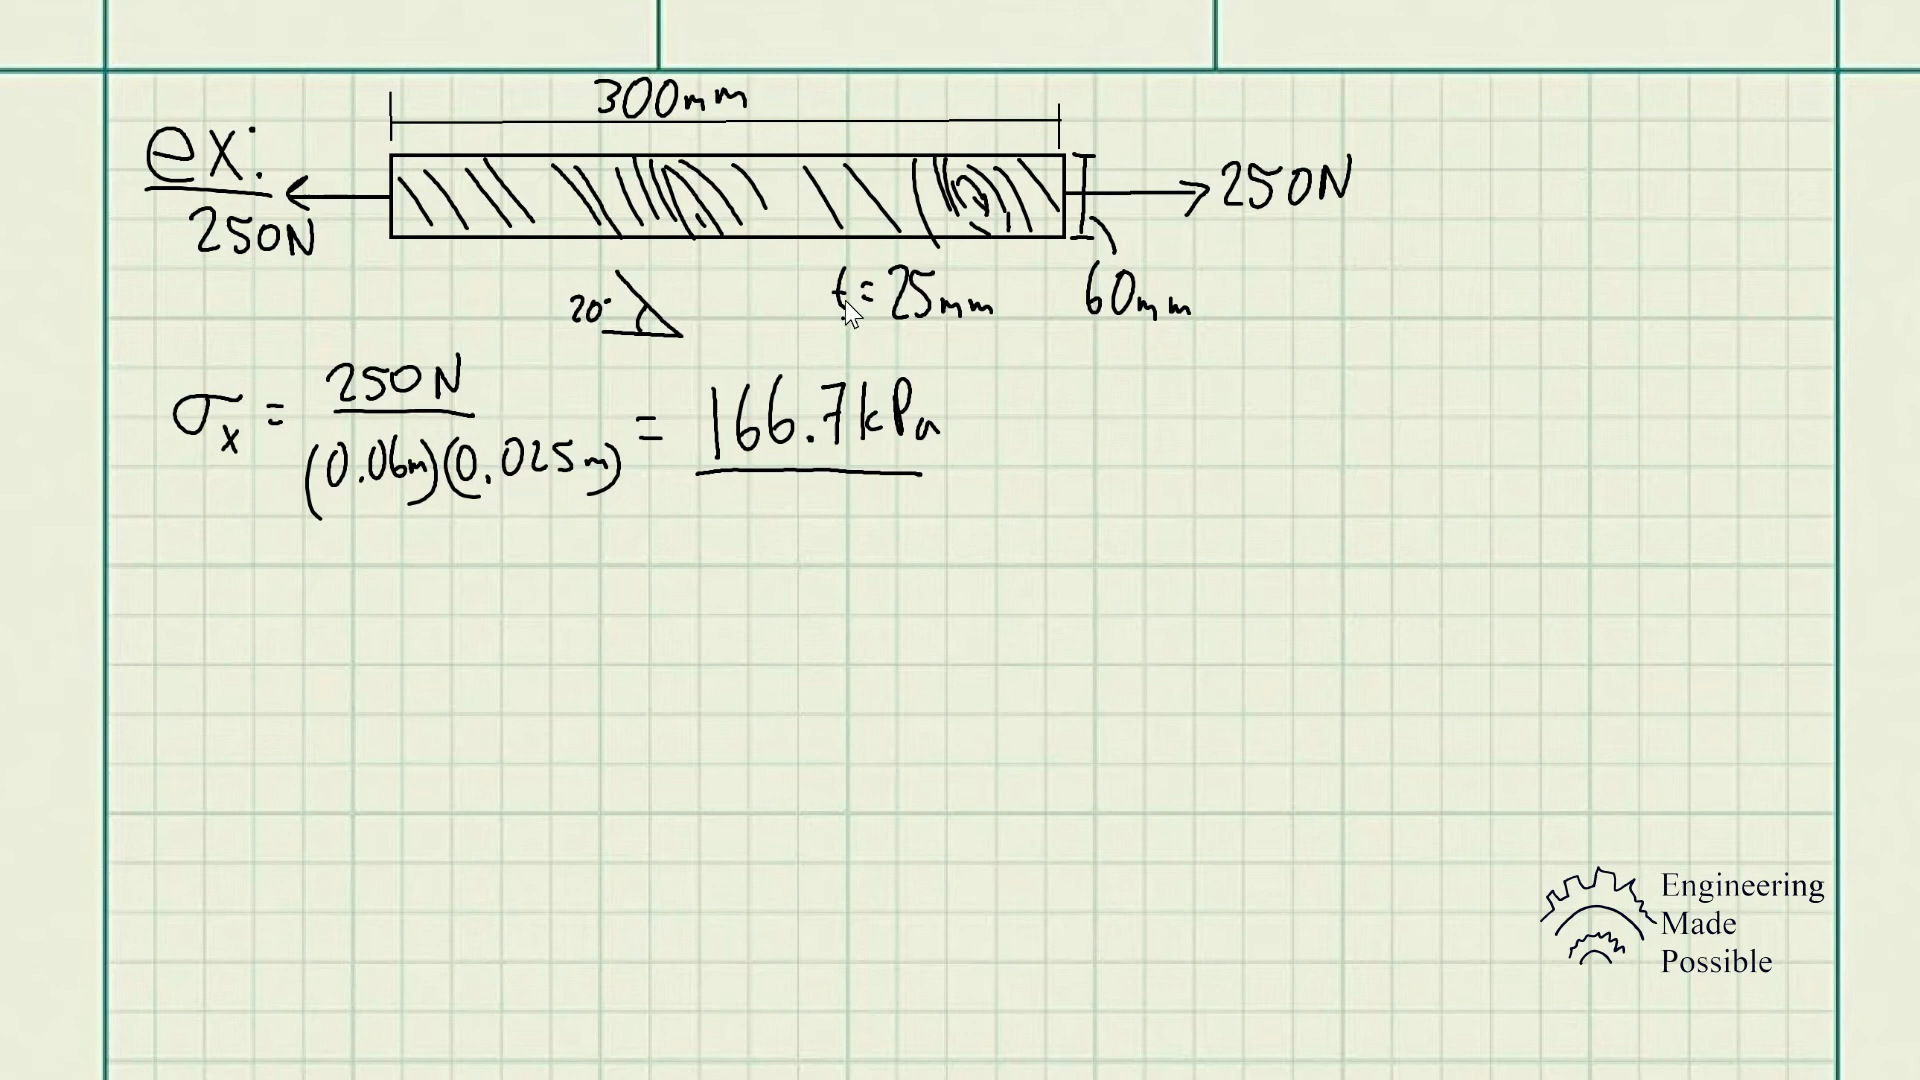 300mm
ex:
250N
250N
20°
t = 25mm
60mm
σx = 250N / (0.06m)(0.025m) = 166.7kPa
Engineering
Made
Possible